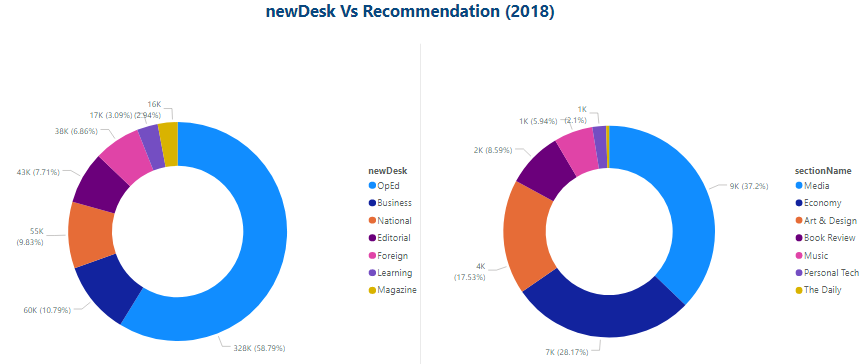 newDesk Vs Recommendation (2018)
16K
(2.94%)
17K (3.09%)
38K (6.86%)
43K (7.71%)
55K
(9.83%)
60K (10.79%)
328K (58.79%)
newDesk
OpEd
Business
National
Editorial
Foreign
Learning
Magazine
1K
(2.1%)
1K (5.94%)
2K (8.59%)
4K
(17.53%)
7K (28.17%)
9K (37.2%)
sectionName
Media
Economy
Art & Design
Book Review
Music
Personal Tech
The Daily